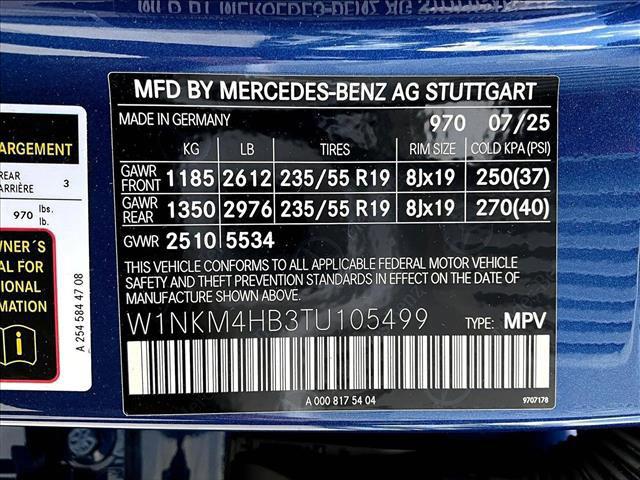 MFD BY MERCEDES-BENZ AG STUTTGART
MADE IN GERMANY 970 07/25
KG LB TIRES RIM SIZE COLD KPA (PSI)
GAWR FRONT 1185 2612 235/55 R19 8Jx19 250(37)
GAWR REAR 1350 2976 235/55 R19 8Jx19 270(40)
GVWR 2510 5534
THIS VEHICLE CONFORMS TO ALL APPLICABLE FEDERAL MOTOR VEHICLE
SAFETY AND THEFT PREVENTION STANDARDS IN EFFECT ON THE DATE
OF MANUFACTURE SHOWN ABOVE.
W1NKM4HB3TU105499 TYPE: MPV
A 000 817 54 04
9707178
ARGEMENT
REAR
ARRIÈRE 3
970 lbs.
lb.
WNER´S
AL FOR
ITIONAL
ORMATION
i
A 254 584 47 08